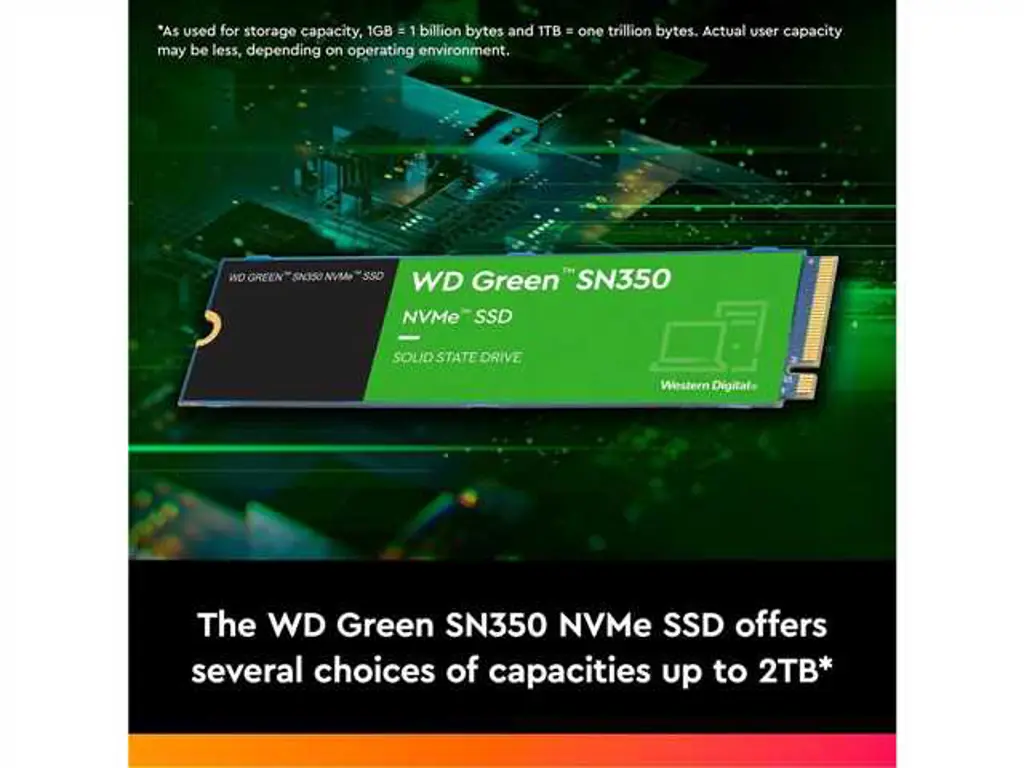 *As used for storage capacity, 1GB = 1 billion bytes and 1TB = one trillion bytes. Actual user capacity
may be less, depending on operating environment.
WD GREEN™ SN350 NVMe™ SSD
WD Green™ SN350
NVMe™ SSD
SOLID STATE DRIVE
Western Digital®
The WD Green SN350 NVMe SSD offers
several choices of capacities up to 2TB*